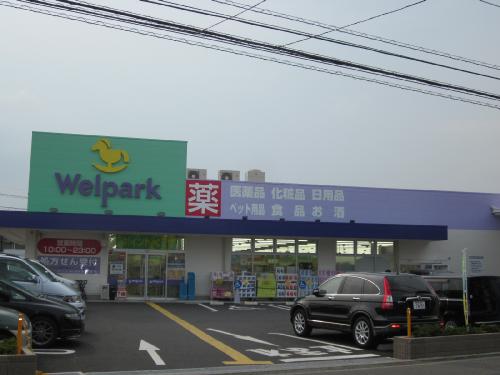 Welpark
薬
医薬品 化粧品 日用品
ペット用品 食品 お酒
営業時間
10:00~23:00
処方せん受付